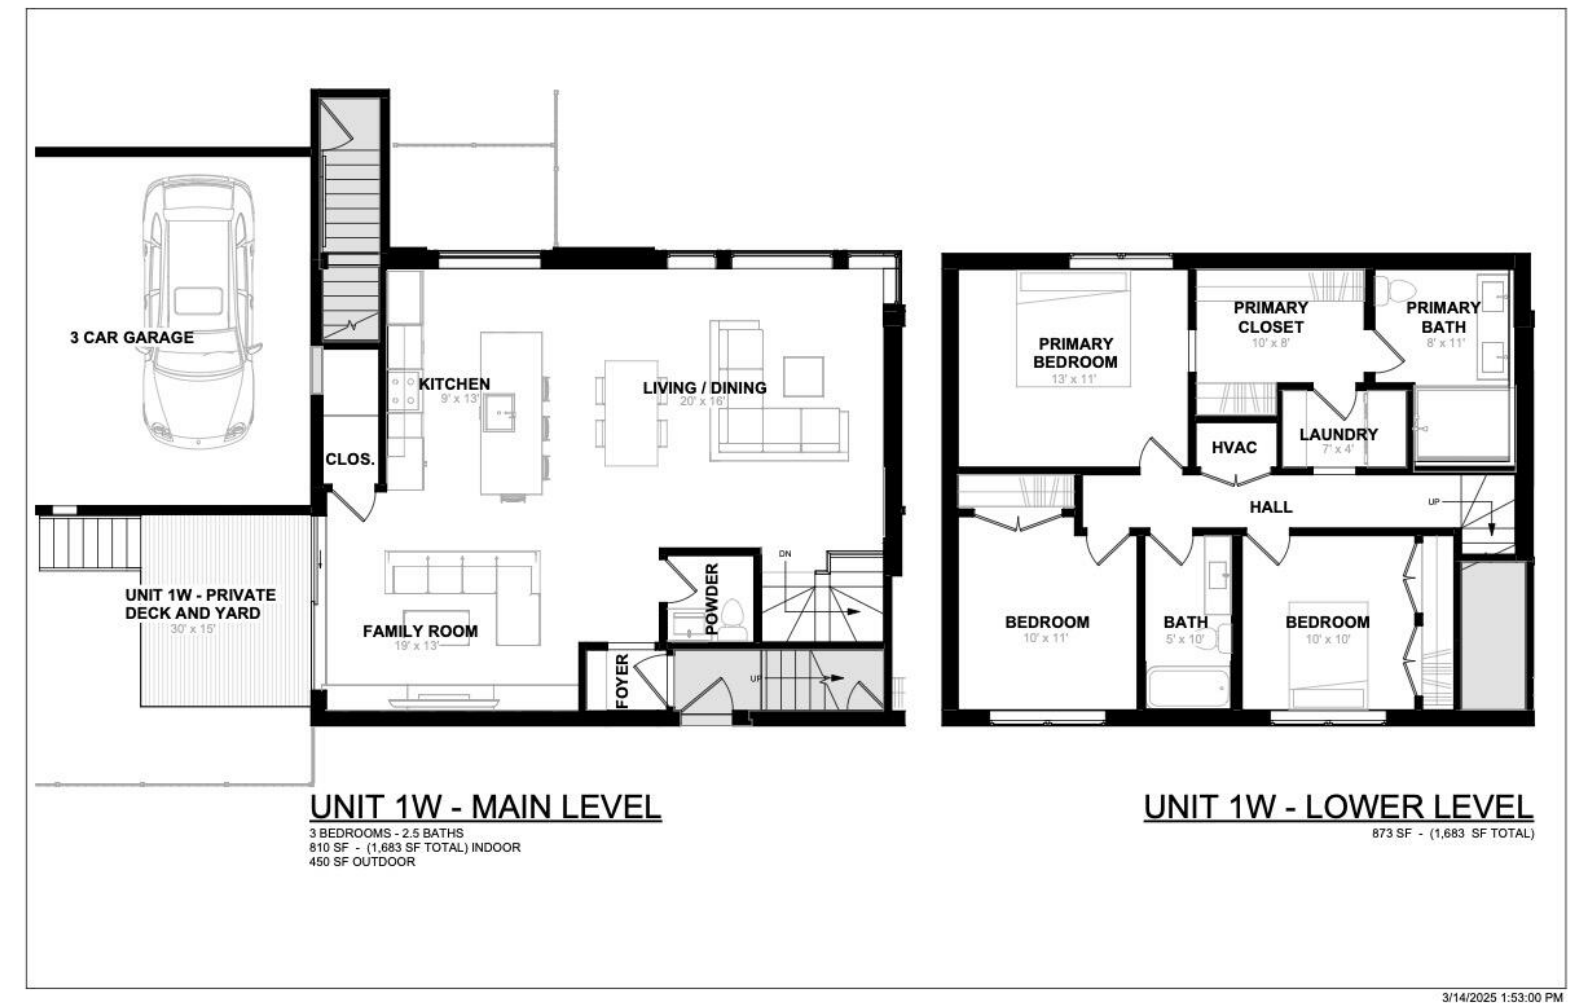 3 CAR GARAGE
KITCHEN
9' x 13'
LIVING / DINING
20' x 16'
CLOS.
UNIT 1W - PRIVATE
DECK AND YARD
30' x 15'
FAMILY ROOM
19' x 13'
POWDER
DN
FOYER
UP
PRIMARY
BEDROOM
13' x 11'
PRIMARY
CLOSET
10' x 8'
PRIMARY
BATH
8' x 11'
HVAC
LAUNDRY
7' x 4'
HALL
UP
BEDROOM
10' x 11'
BATH
5' x 10'
BEDROOM
10' x 10'
UNIT 1W - MAIN LEVEL
3 BEDROOMS - 2.5 BATHS
810 SF - (1,683 SF TOTAL) INDOOR
450 SF OUTDOOR
UNIT 1W - LOWER LEVEL
873 SF - (1,683 SF TOTAL)
3/14/2025 1:53:00 PM